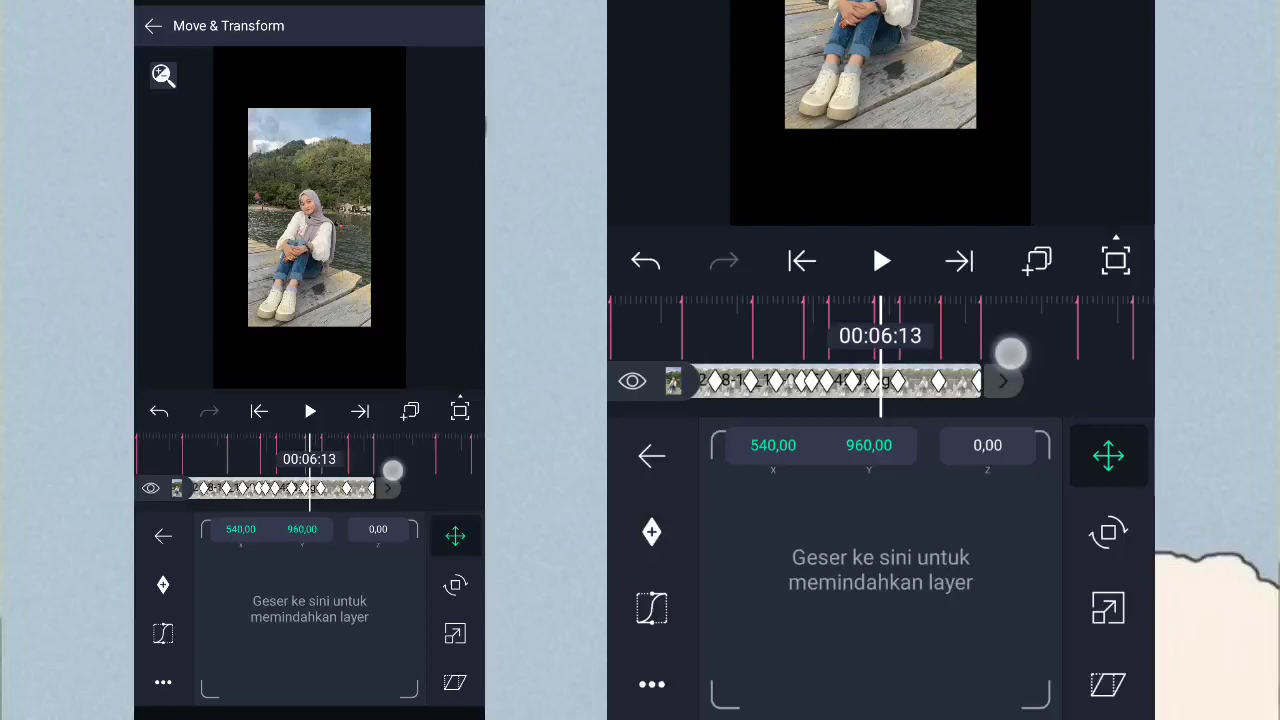 Move & Transform
00:06:13
540,00
960,00
0,00
X
Y
Z
Geser ke sini untuk
memindahkan layer
00:06:13
540,00
960,00
0,00
X
Y
Z
Geser ke sini untuk
memindahkan layer